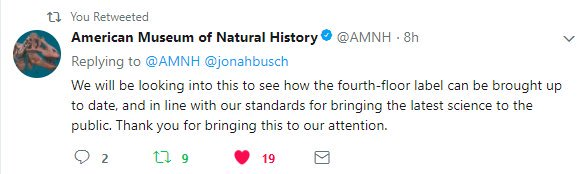 You Retweeted
American Museum of Natural History @AMNH · 8h
Replying to @AMNH @jonahbusch
We will be looking into this to see how the fourth-floor label can be brought up
to date, and in line with our standards for bringing the latest science to the
public. Thank you for bringing this to our attention.
2 9 19